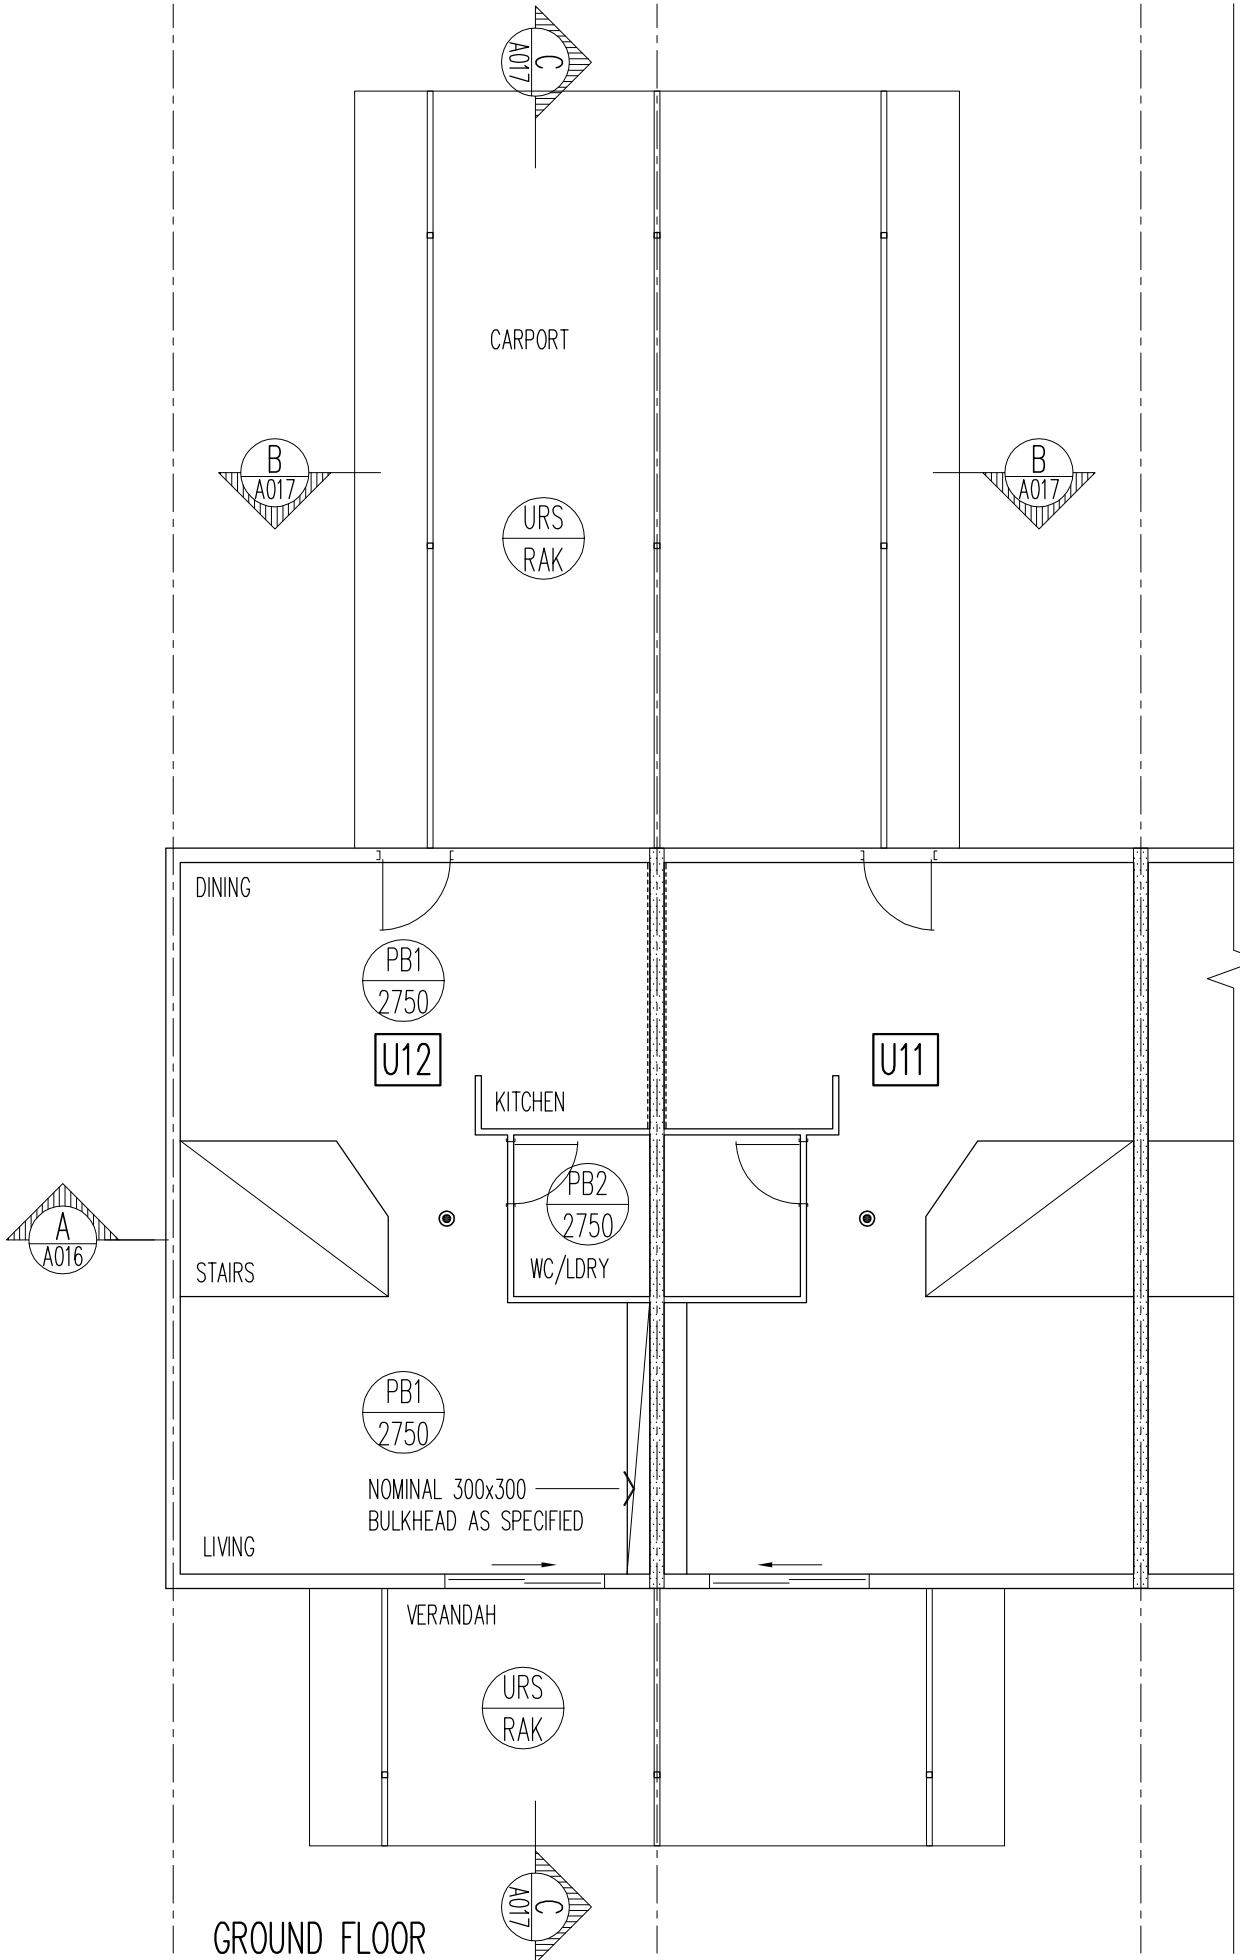 C
A017
CARPORT
B
A017
B
A017
URS
RAK
DINING
PB1
2750
U12
U11
KITCHEN
PB2
2750
A
A016
STAIRS
WC/LDRY
PB1
2750
NOMINAL 300x300
BULKHEAD AS SPECIFIED
LIVING
VERANDAH
URS
RAK
C
A017
GROUND FLOOR